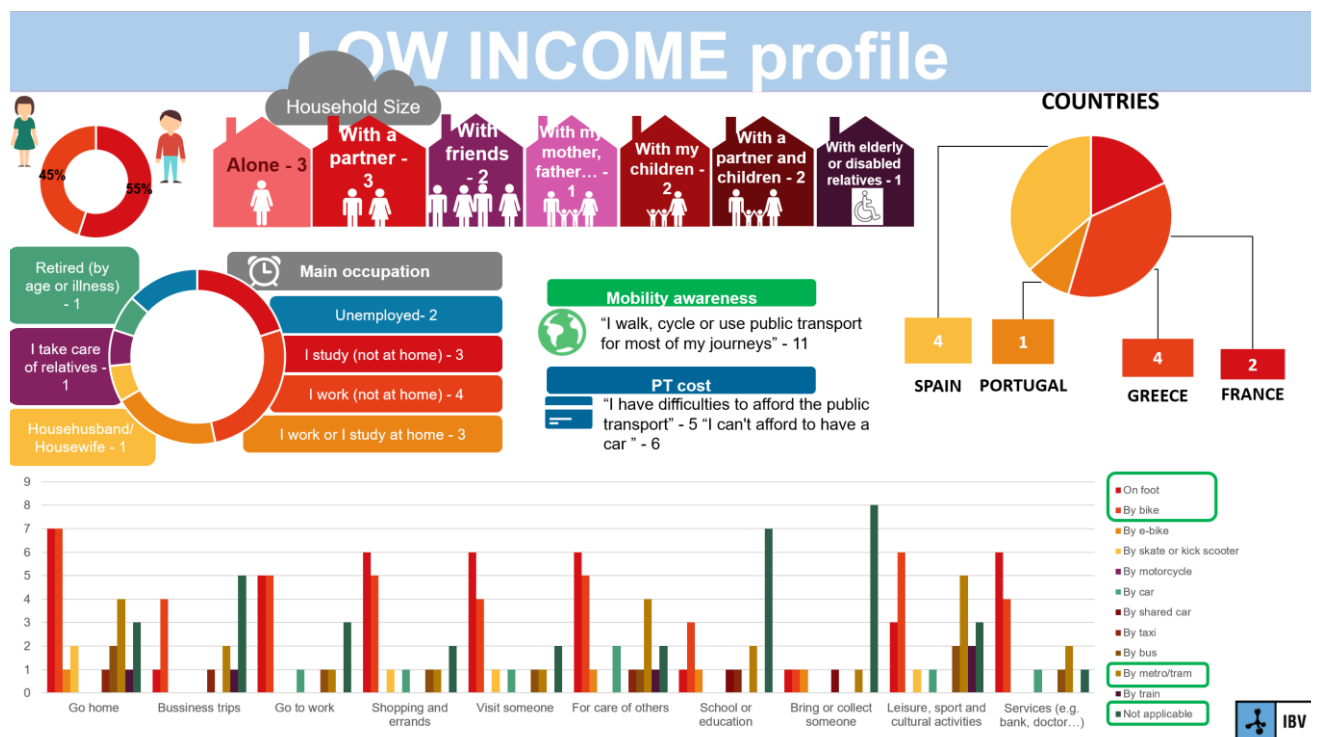 LOW INCOME profile
Household Size
COUNTRIES
45%
55%
Alone - 3
With a
partner -
3
With
friends
- 2
With my
mother,
father... -
1
With my
children -
2
With a
partner and
children - 2
With elderly
or disabled
relatives - 1
Retired (by
age or illness)
- 1
I take care
of relatives -
1
Househusband/
Housewife - 1
Main occupation
Unemployed- 2
I study (not at home) - 3
I work (not at home) - 4
I work or I study at home - 3
Mobility awareness
“I walk, cycle or use public transport
for most of my journeys” - 11
PT cost
“I have difficulties to afford the public
transport” - 5 “I can't afford to have a
car ” - 6
4
1
4
2
SPAIN
PORTUGAL
GREECE
FRANCE
9
8
7
6
5
4
3
2
1
0
Go home
Bussiness trips
Go to work
Shopping and
errands
Visit someone
For care of others
School or
education
Bring or collect
someone
Leisure, sport and
cultural activities
Services (e.g.
bank, doctor…)
On foot
By bike
By e-bike
By skate or kick scooter
By motorcycle
By car
By shared car
By taxi
By bus
By metro/tram
By train
Not applicable
IBV